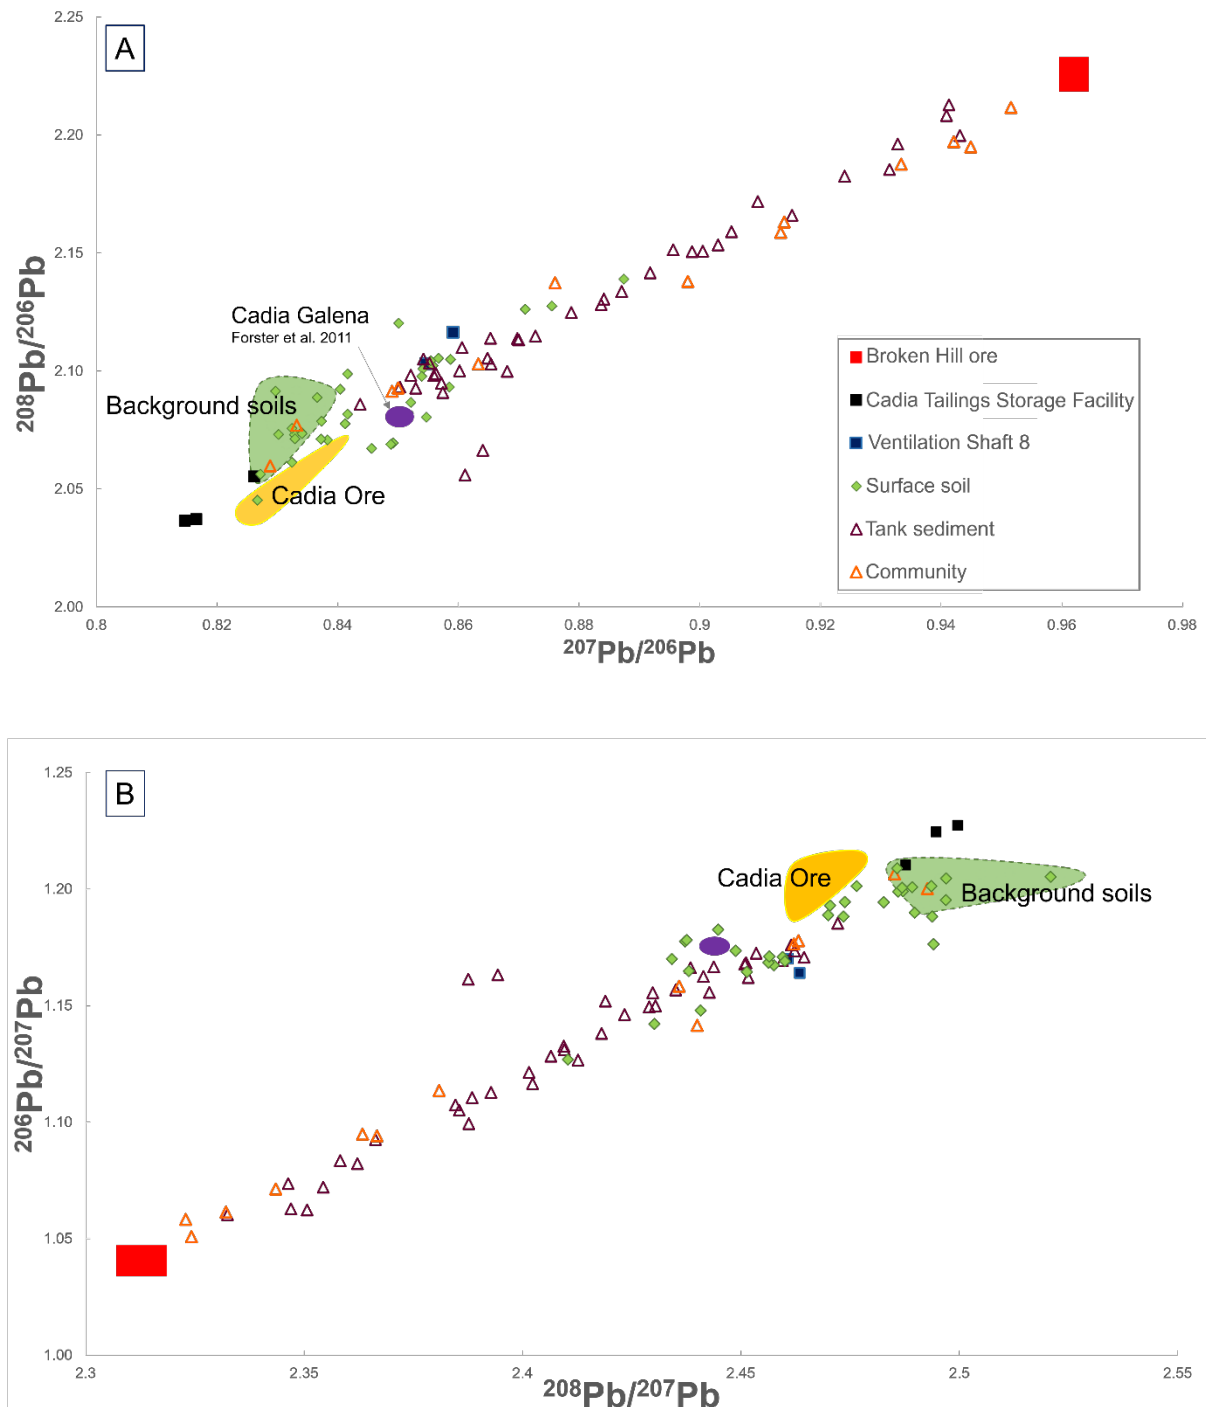 A
2.25
2.20
2.15
2.10
2.05
2.00
²⁰⁸Pb/²⁰⁶Pb
Cadia Galena
Forster et al. 2011
Background soils
Cadia Ore
Broken Hill ore
Cadia Tailings Storage Facility
Ventilation Shaft 8
Surface soil
Tank sediment
Community
0.8 0.82 0.84 0.86 0.88 0.9 0.92 0.94 0.96 0.98
²⁰⁷Pb/²⁰⁶Pb
B
1.25
1.20
1.15
1.10
1.05
1.00
²⁰⁶Pb/²⁰⁷Pb
Cadia Ore
Background soils
2.3 2.35 2.4 2.45 2.5 2.55
²⁰⁸Pb/²⁰⁷Pb